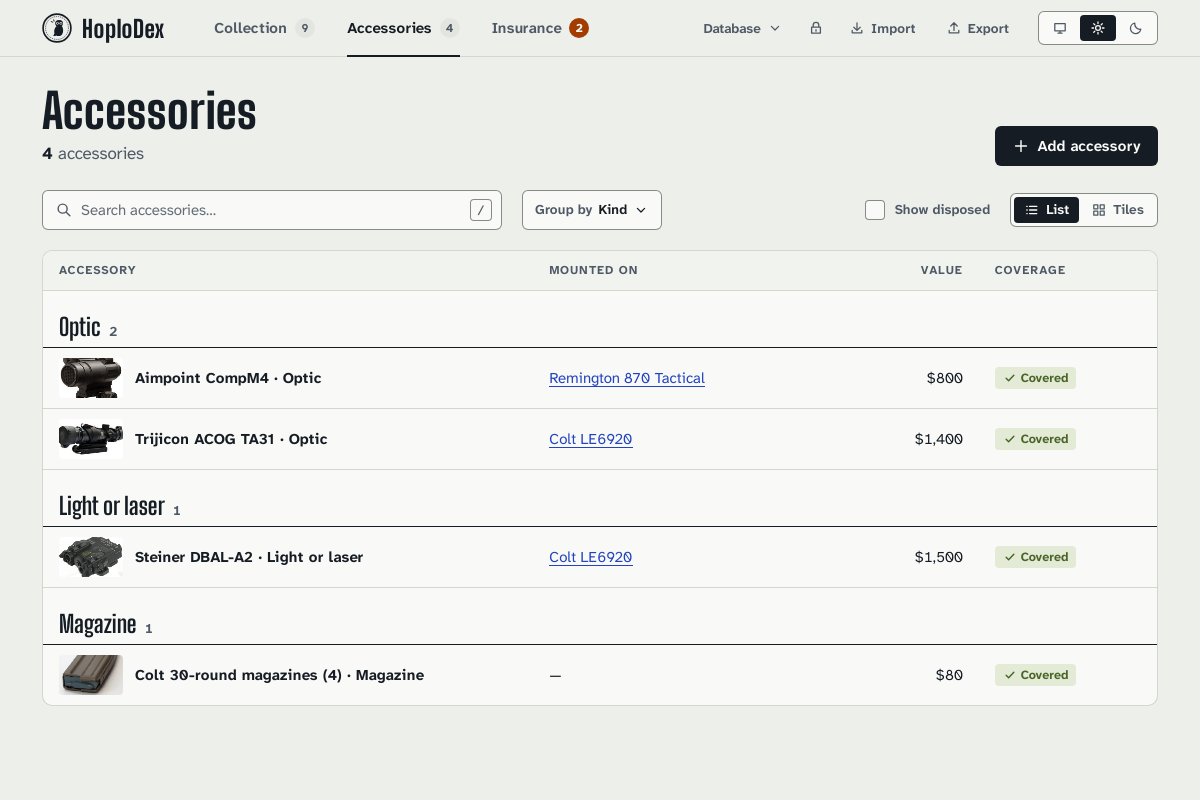 HoploDex Collection 9 Accessories 4 Insurance 2 Database Import Export
Accessories
4 accessories
Add accessory
Search accessories... / Group by Kind Show disposed List Tiles
ACCESSORY MOUNTED ON VALUE COVERAGE
Optic 2
Aimpoint CompM4 · Optic Remington 870 Tactical $800 Covered
Trijicon ACOG TA31 · Optic Colt LE6920 $1,400 Covered
Light or laser 1
Steiner DBAL-A2 · Light or laser Colt LE6920 $1,500 Covered
Magazine 1
Colt 30-round magazines (4) · Magazine — $80 Covered